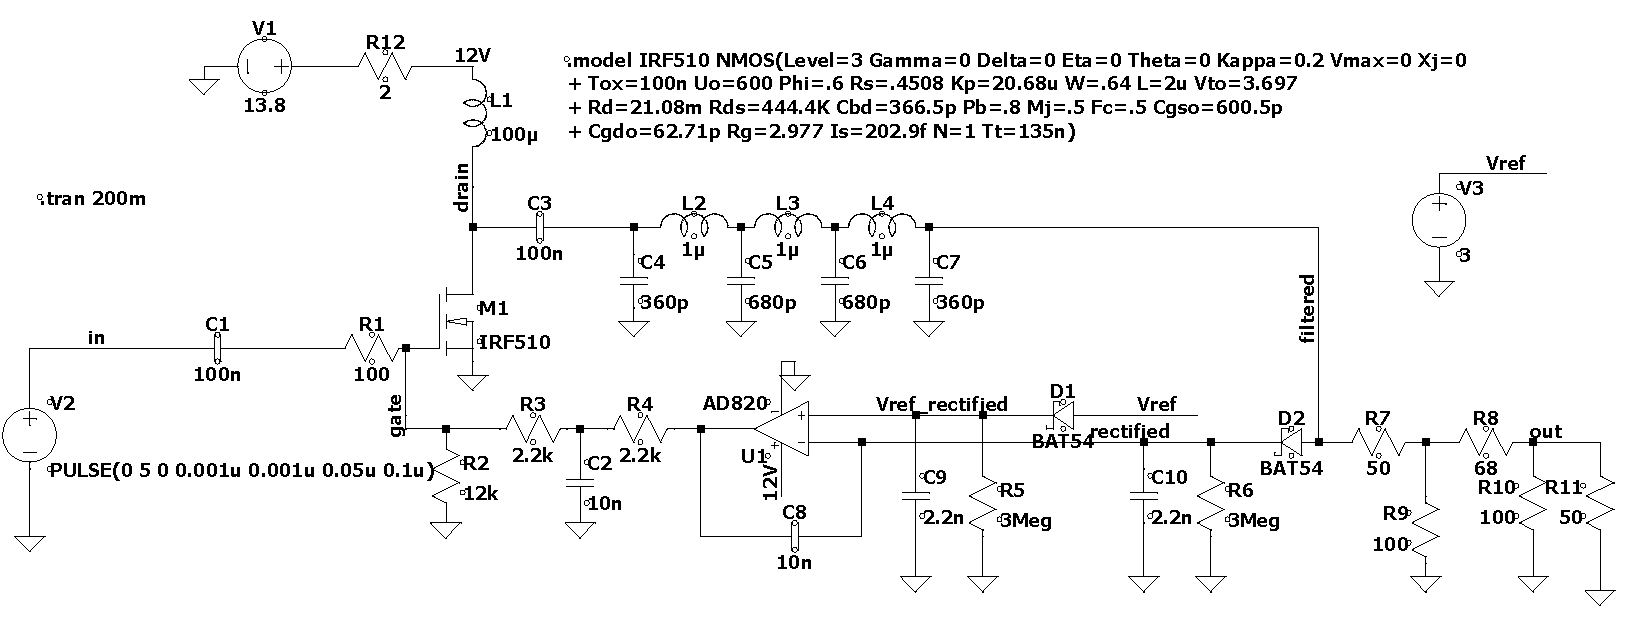 V1
R12
12V
13.8
2
.model IRF510 NMOS(Level=3 Gamma=0 Delta=0 Eta=0 Theta=0 Kappa=0.2 Vmax=0 Xj=0
+ Tox=100n Uo=600 Phi=.6 Rs=.4508 Kp=20.68u W=.64 L=2u Vto=3.697
+ Rd=21.08m Rds=444.4K Cbd=366.5p Pb=.8 Mj=.5 Fc=.5 Cgso=600.5p
+ Cgdo=62.71p Rg=2.977 Is=202.9f N=1 Tt=135n)
L1
100µ
drain
.tran 200m
Vref
V3
3
C3
100n
L2
1µ
L3
1µ
L4
1µ
C4
360p
C5
680p
C6
680p
C7
360p
filtered
M1
IRF510
in
C1
100n
R1
100
V2
PULSE(0 5 0 0.001u 0.001u 0.05u 0.1u)
gate
R2
12k
R3
2.2k
C2
10n
R4
2.2k
AD820
U1
12V
C8
10n
Vref_rectified
C9
2.2n
R5
3Meg
D1
BAT54
Vref
rectified
C10
2.2n
R6
3Meg
D2
BAT54
R7
50
R8
68
out
R9
100
R10
100
R11
50